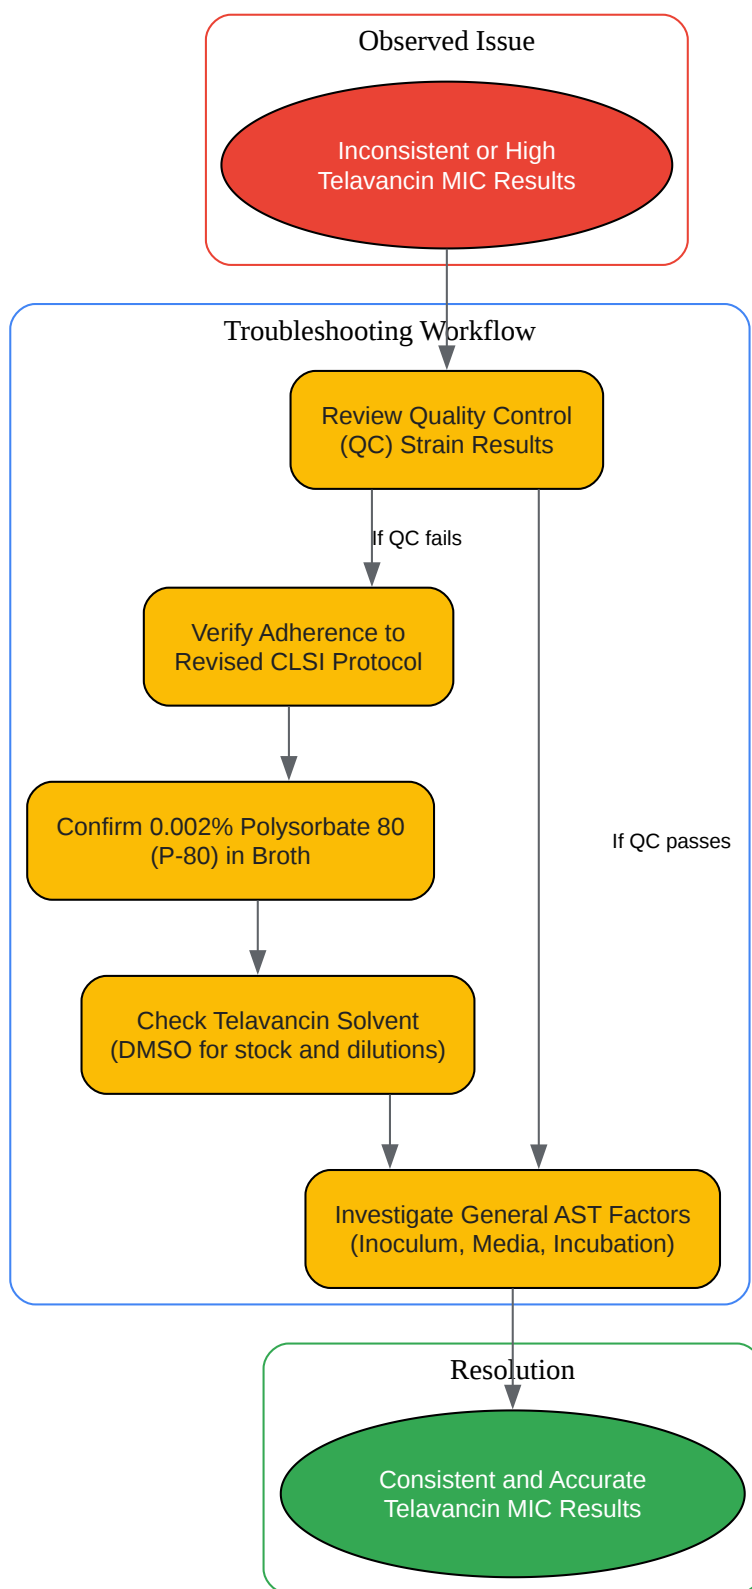 Observed Issue
Inconsistent or High
Telavancin MIC Results
Troubleshooting Workflow
Review Quality Control
(QC) Strain Results
If QC fails
Verify Adherence to
Revised CLSI Protocol
Confirm 0.002% Polysorbate 80
(P-80) in Broth
If QC passes
Check Telavancin Solvent
(DMSO for stock and dilutions)
Investigate General AST Factors
(Inoculum, Media, Incubation)
Resolution
Consistent and Accurate
Telavancin MIC Results